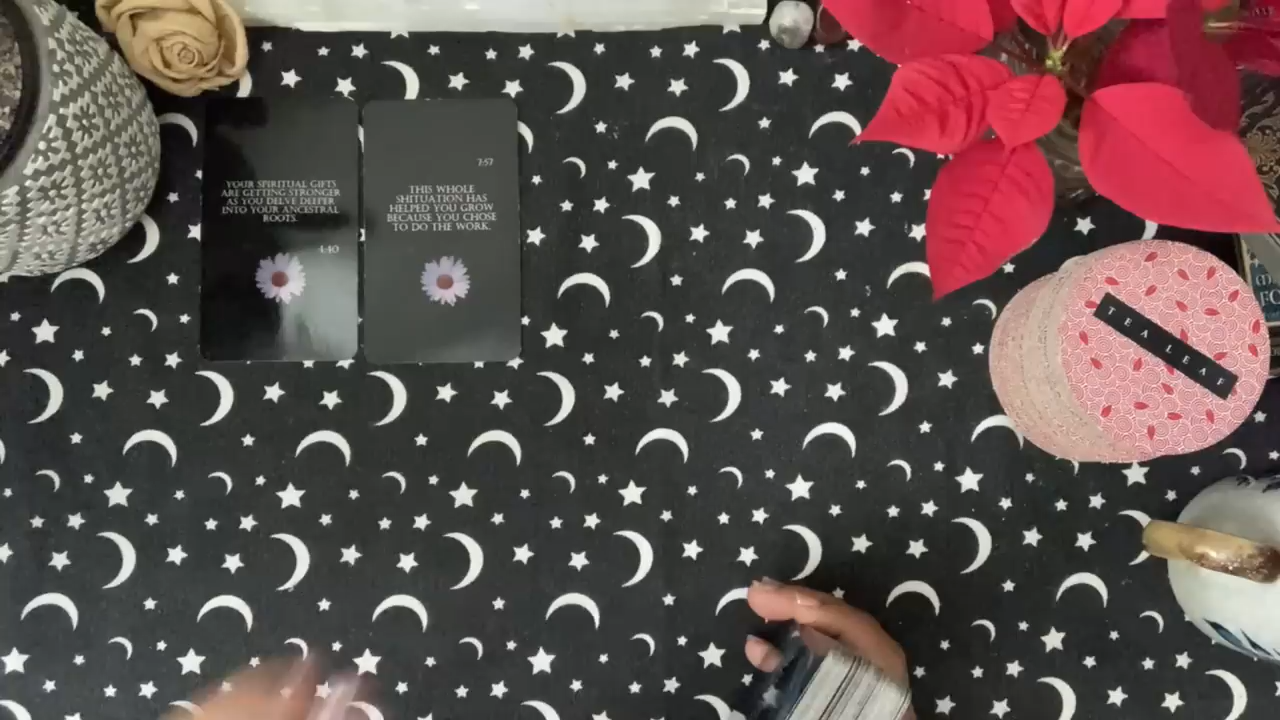 YOUR SPIRITUAL GIFTS
ARE GETTING STRONGER
AS YOU DELVE DEEPER
INTO YOUR ANCESTRAL
ROOTS.
4:40
7:57
THIS WHOLE
SHITUATION HAS
HELPED YOU GROW
BECAUSE YOU CHOSE
TO DO THE WORK.
TEA LEAF